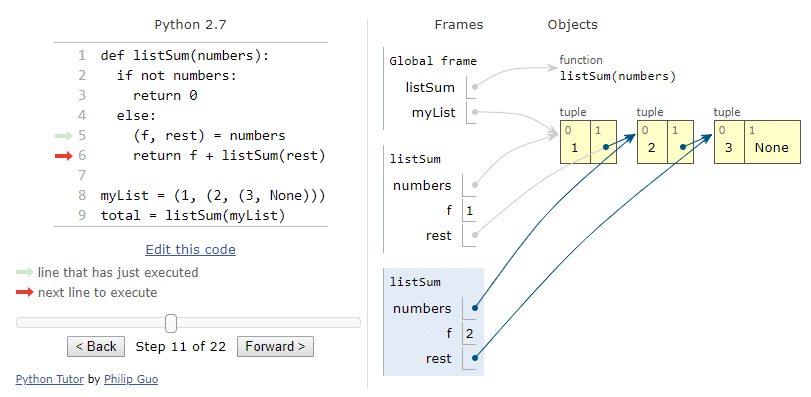 Python 2.7
1 def listSum(numbers):
2   if not numbers:
3     return 0
4   else:
5     (f, rest) = numbers
6     return f + listSum(rest)
7
8 myList = (1, (2, (3, None)))
9 total = listSum(myList)
Edit this code
line that has just executed
next line to execute
< Back Step 11 of 22 Forward >
Python Tutor by Philip Guo
Frames Objects
Global frame
listSum
myList
function
listSum(numbers)
tuple tuple tuple
0 1 0 1 0 1
1 2 3 None
listSum
numbers
f 1
rest
listSum
numbers
f 2
rest